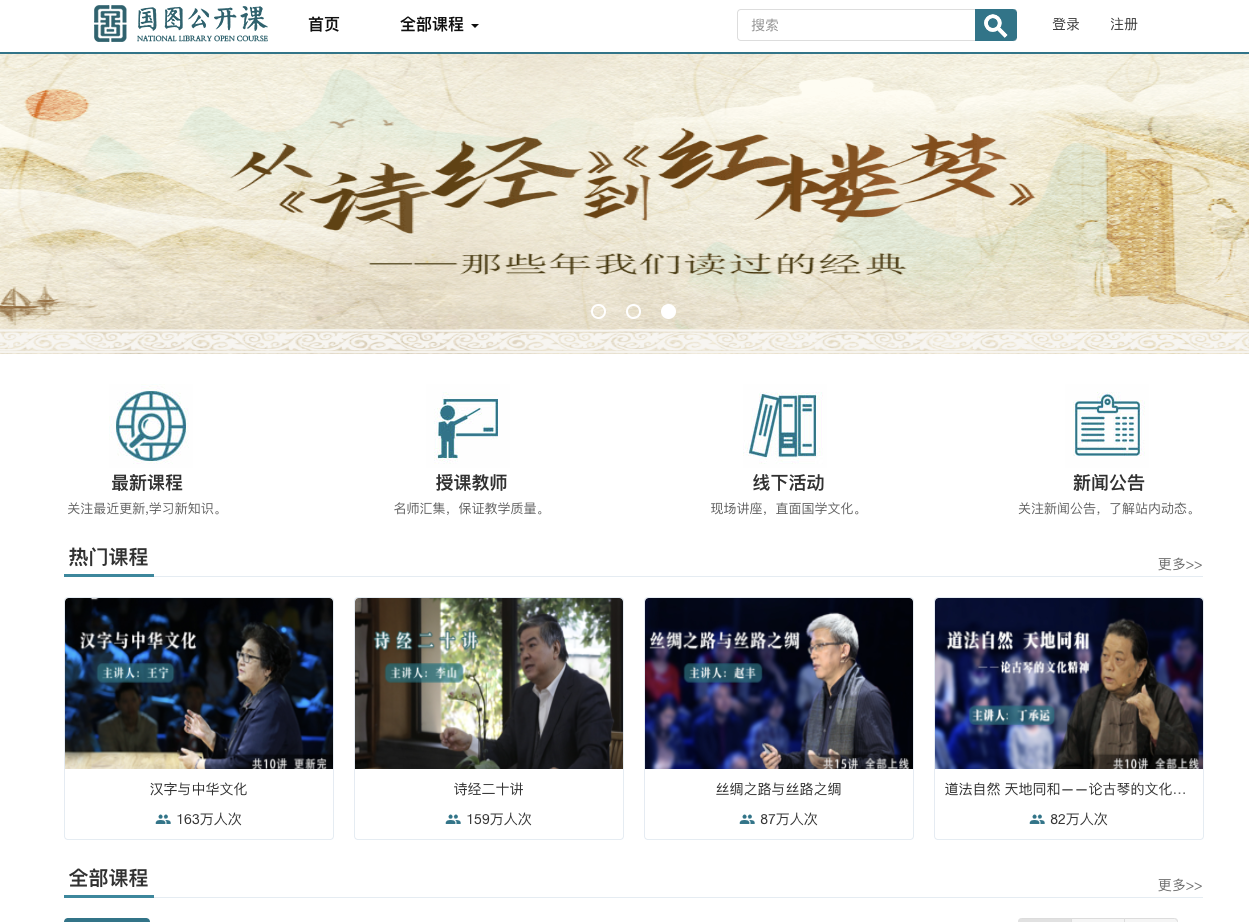 国图公开课
NATIONAL LIBRARY OPEN COURSE
首页
全部课程
搜索
登录
注册
从《诗经》到《红楼梦》
——那些年我们读过的经典
最新课程
关注最近更新,学习新知识。
授课教师
名师汇集，保证教学质量。
线下活动
现场讲座，直面国学文化。
新闻公告
关注新闻公告，了解站内动态。
热门课程
更多>>
汉字与中华文化
主讲人：王宁
共10讲 更新完
汉字与中华文化
163万人次
诗经二十讲
主讲人：李山
诗经二十讲
159万人次
丝绸之路与丝路之绸
主讲人：赵丰
共15讲 全部上线
丝绸之路与丝路之绸
87万人次
道法自然 天地同和
——论古琴的文化精神
主讲人：丁承运
共10讲 全部上线
道法自然 天地同和——论古琴的文化...
82万人次
全部课程
更多>>